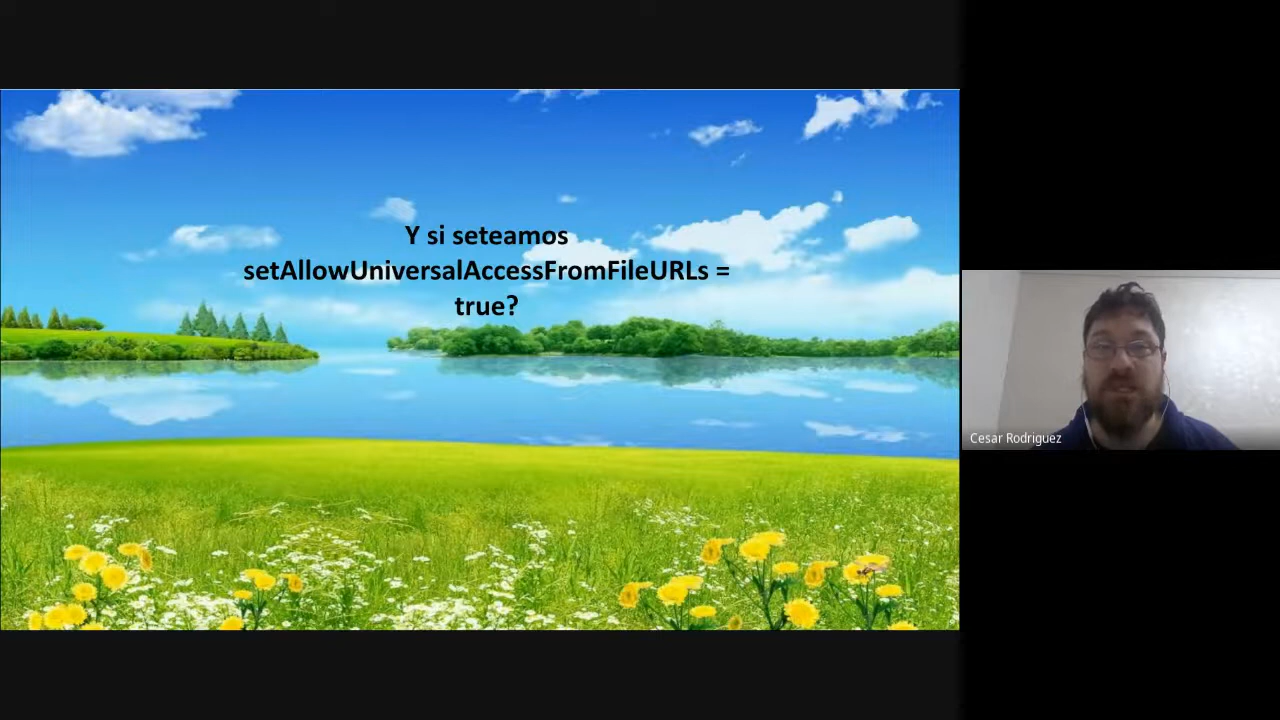 Y si seteamos
setAllowUniversalAccessFromFileURLs =
true?
Cesar Rodriguez